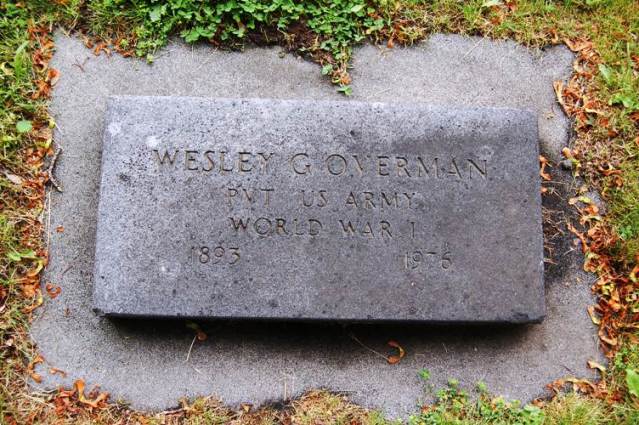 WESLEY G OVERMAN
PVT US ARMY
WORLD WAR I
1893 1976